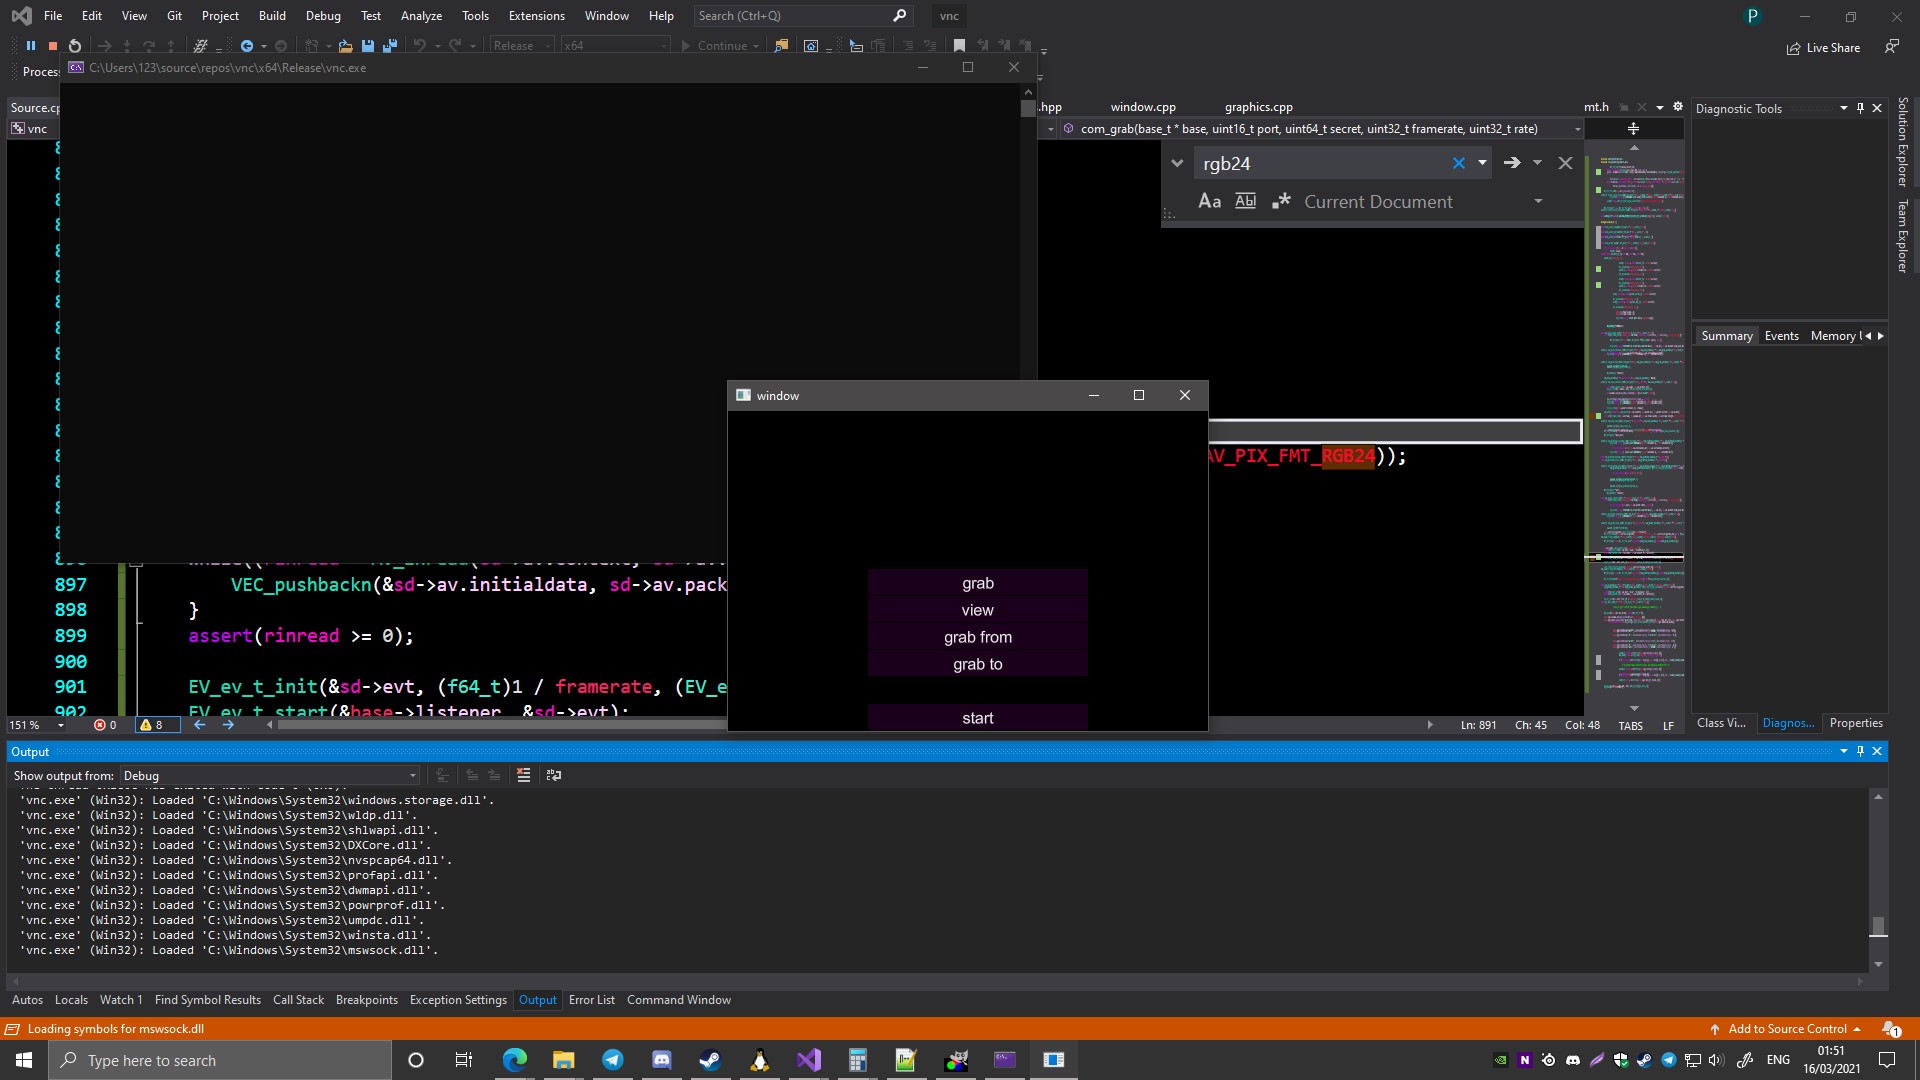 File Edit View Git Project Build Debug Test Analyze Tools Extensions Window Help Search (Ctrl+Q) vnc P
Release x64 Continue Live Share
Process
C:\Users\123\source\repos\vnc\x64\Release\vnc.exe
Source.cp .hpp window.cpp graphics.cpp mt.h Diagnostic Tools
vnc com_grab(base_t * base, uint16_t port, uint64_t secret, uint32_t framerate, uint32_t rate)
Solution Explorer
Team Explorer
rgb24
Aa Abl Current Document
Summary Events Memory
window
AV_PIX_FMT_RGB24));
grab
view
grab from
grab to
start
897 VEC_pushbackn(&sd->av.initialdata, sd->av.pack
898 }
899 assert(rinread >= 0);
900
901 EV_ev_t_init(&sd->evt, (f64_t)1 / framerate, (EV_e
902 EV_ev_t_start(&base->listener, &sd->evt);
151 % 0 8 Ln: 891 Ch: 45 Col: 48 TABS LF
Class Vi... Diagnos... Properties
Output
Show output from: Debug
'vnc.exe' (Win32): Loaded 'C:\Windows\System32\windows.storage.dll'.
'vnc.exe' (Win32): Loaded 'C:\Windows\System32\wldp.dll'.
'vnc.exe' (Win32): Loaded 'C:\Windows\System32\shlwapi.dll'.
'vnc.exe' (Win32): Loaded 'C:\Windows\System32\DXCore.dll'.
'vnc.exe' (Win32): Loaded 'C:\Windows\System32\nvspcap64.dll'.
'vnc.exe' (Win32): Loaded 'C:\Windows\System32\profapi.dll'.
'vnc.exe' (Win32): Loaded 'C:\Windows\System32\dwmapi.dll'.
'vnc.exe' (Win32): Loaded 'C:\Windows\System32\powrprof.dll'.
'vnc.exe' (Win32): Loaded 'C:\Windows\System32\umpdc.dll'.
'vnc.exe' (Win32): Loaded 'C:\Windows\System32\winsta.dll'.
'vnc.exe' (Win32): Loaded 'C:\Windows\System32\mswsock.dll'.
Autos Locals Watch 1 Find Symbol Results Call Stack Breakpoints Exception Settings Output Error List Command Window
Loading symbols for mswsock.dll Add to Source Control 1
Type here to search ENG 01:51
16/03/2021